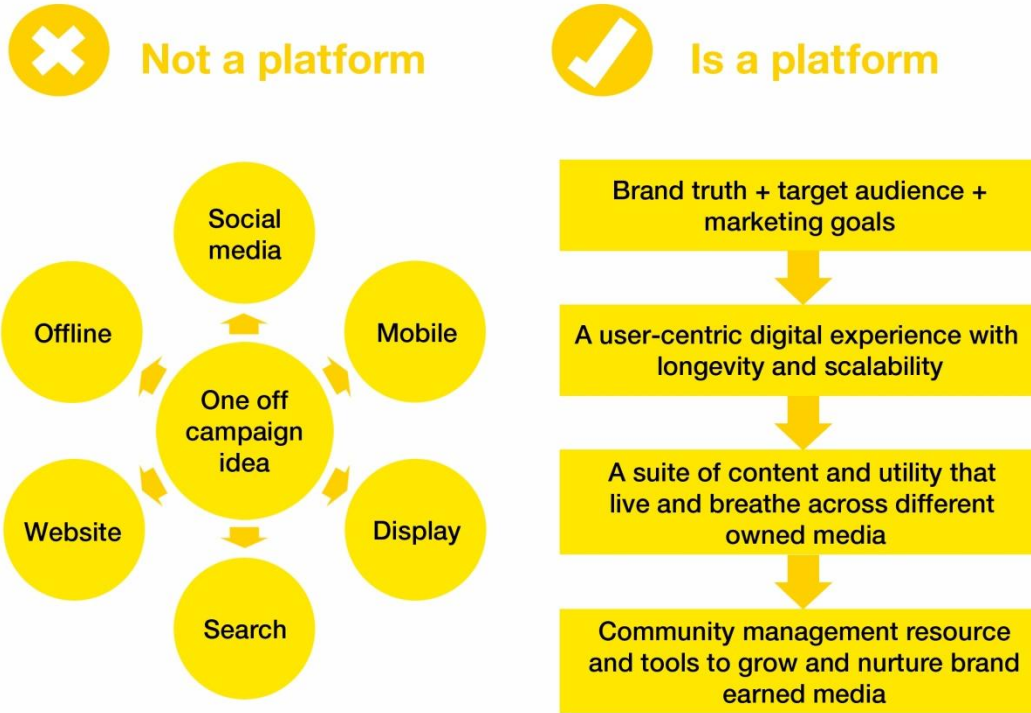 Not a platform
Social
media
Offline
Mobile
One off
campaign
idea
Website
Display
Search
Is a platform
Brand truth + target audience +
marketing goals
A user-centric digital experience with
longevity and scalability
A suite of content and utility that
live and breathe across different
owned media
Community management resource
and tools to grow and nurture brand
earned media